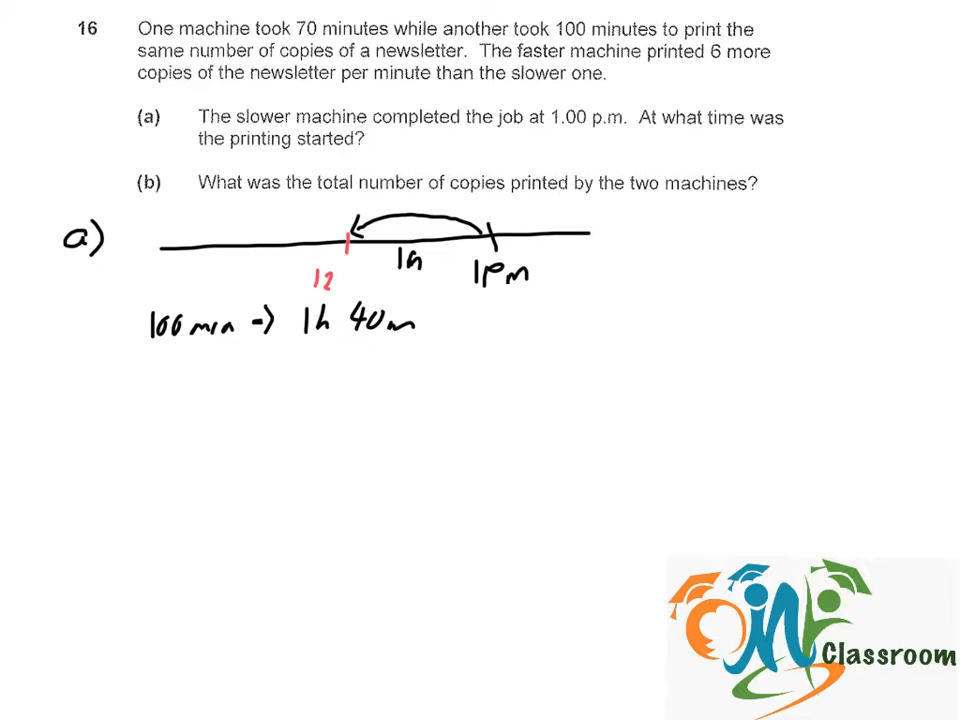 16 One machine took 70 minutes while another took 100 minutes to print the
same number of copies of a newsletter. The faster machine printed 6 more
copies of the newsletter per minute than the slower one.
(a) The slower machine completed the job at 1.00 p.m. At what time was
the printing started?
(b) What was the total number of copies printed by the two machines?
a)
1h
12
1pm
100 min -> 1h 40m
OINK
Classroom